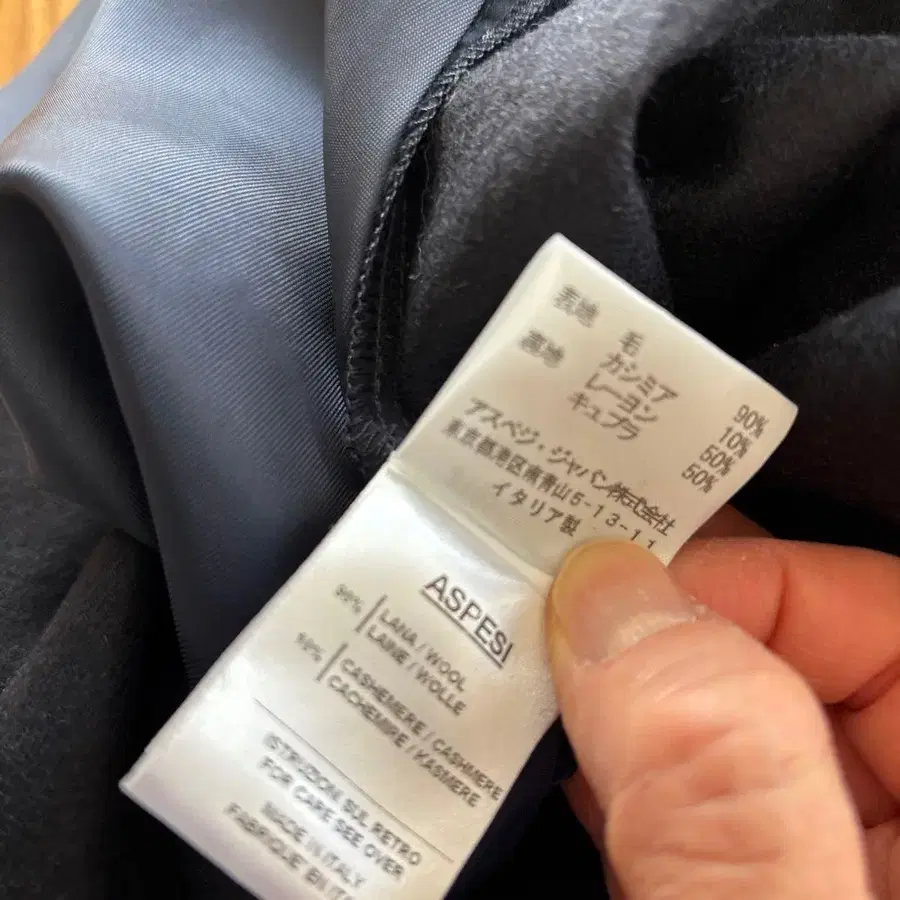 表地 毛 90%
カシミア 10%
裏地 レーヨン 50%
キュプラ 50%
アスペジ・ジャパン株式会社
東京都港区南青山5-13-11
イタリア製
ASPESI
90% LANA / WOOL
LAINE / WOLLE
10% CASHEMERE / CASHMERE
CACHEMIRE / KASMERE
ISTRUZIONI SUL RETRO
FOR CARE SEE OVER
MADE IN ITALY
FABRIQUE EN